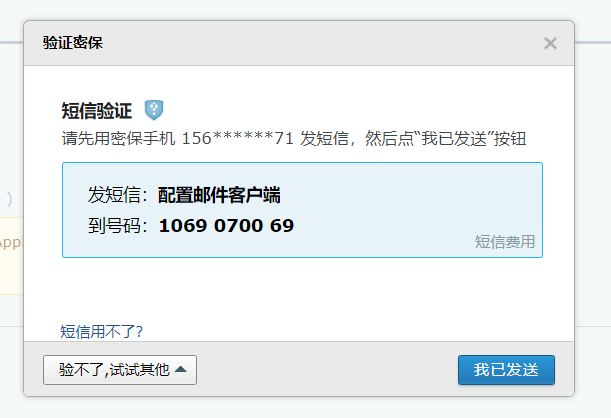 验证密保
短信验证
请先用密保手机 156******71 发短信，然后点“我已发送”按钮
）
发短信：配置邮件客户端
到号码：1069 0700 69
App
短信费用
短信用不了?
验不了,试试其他
我已发送